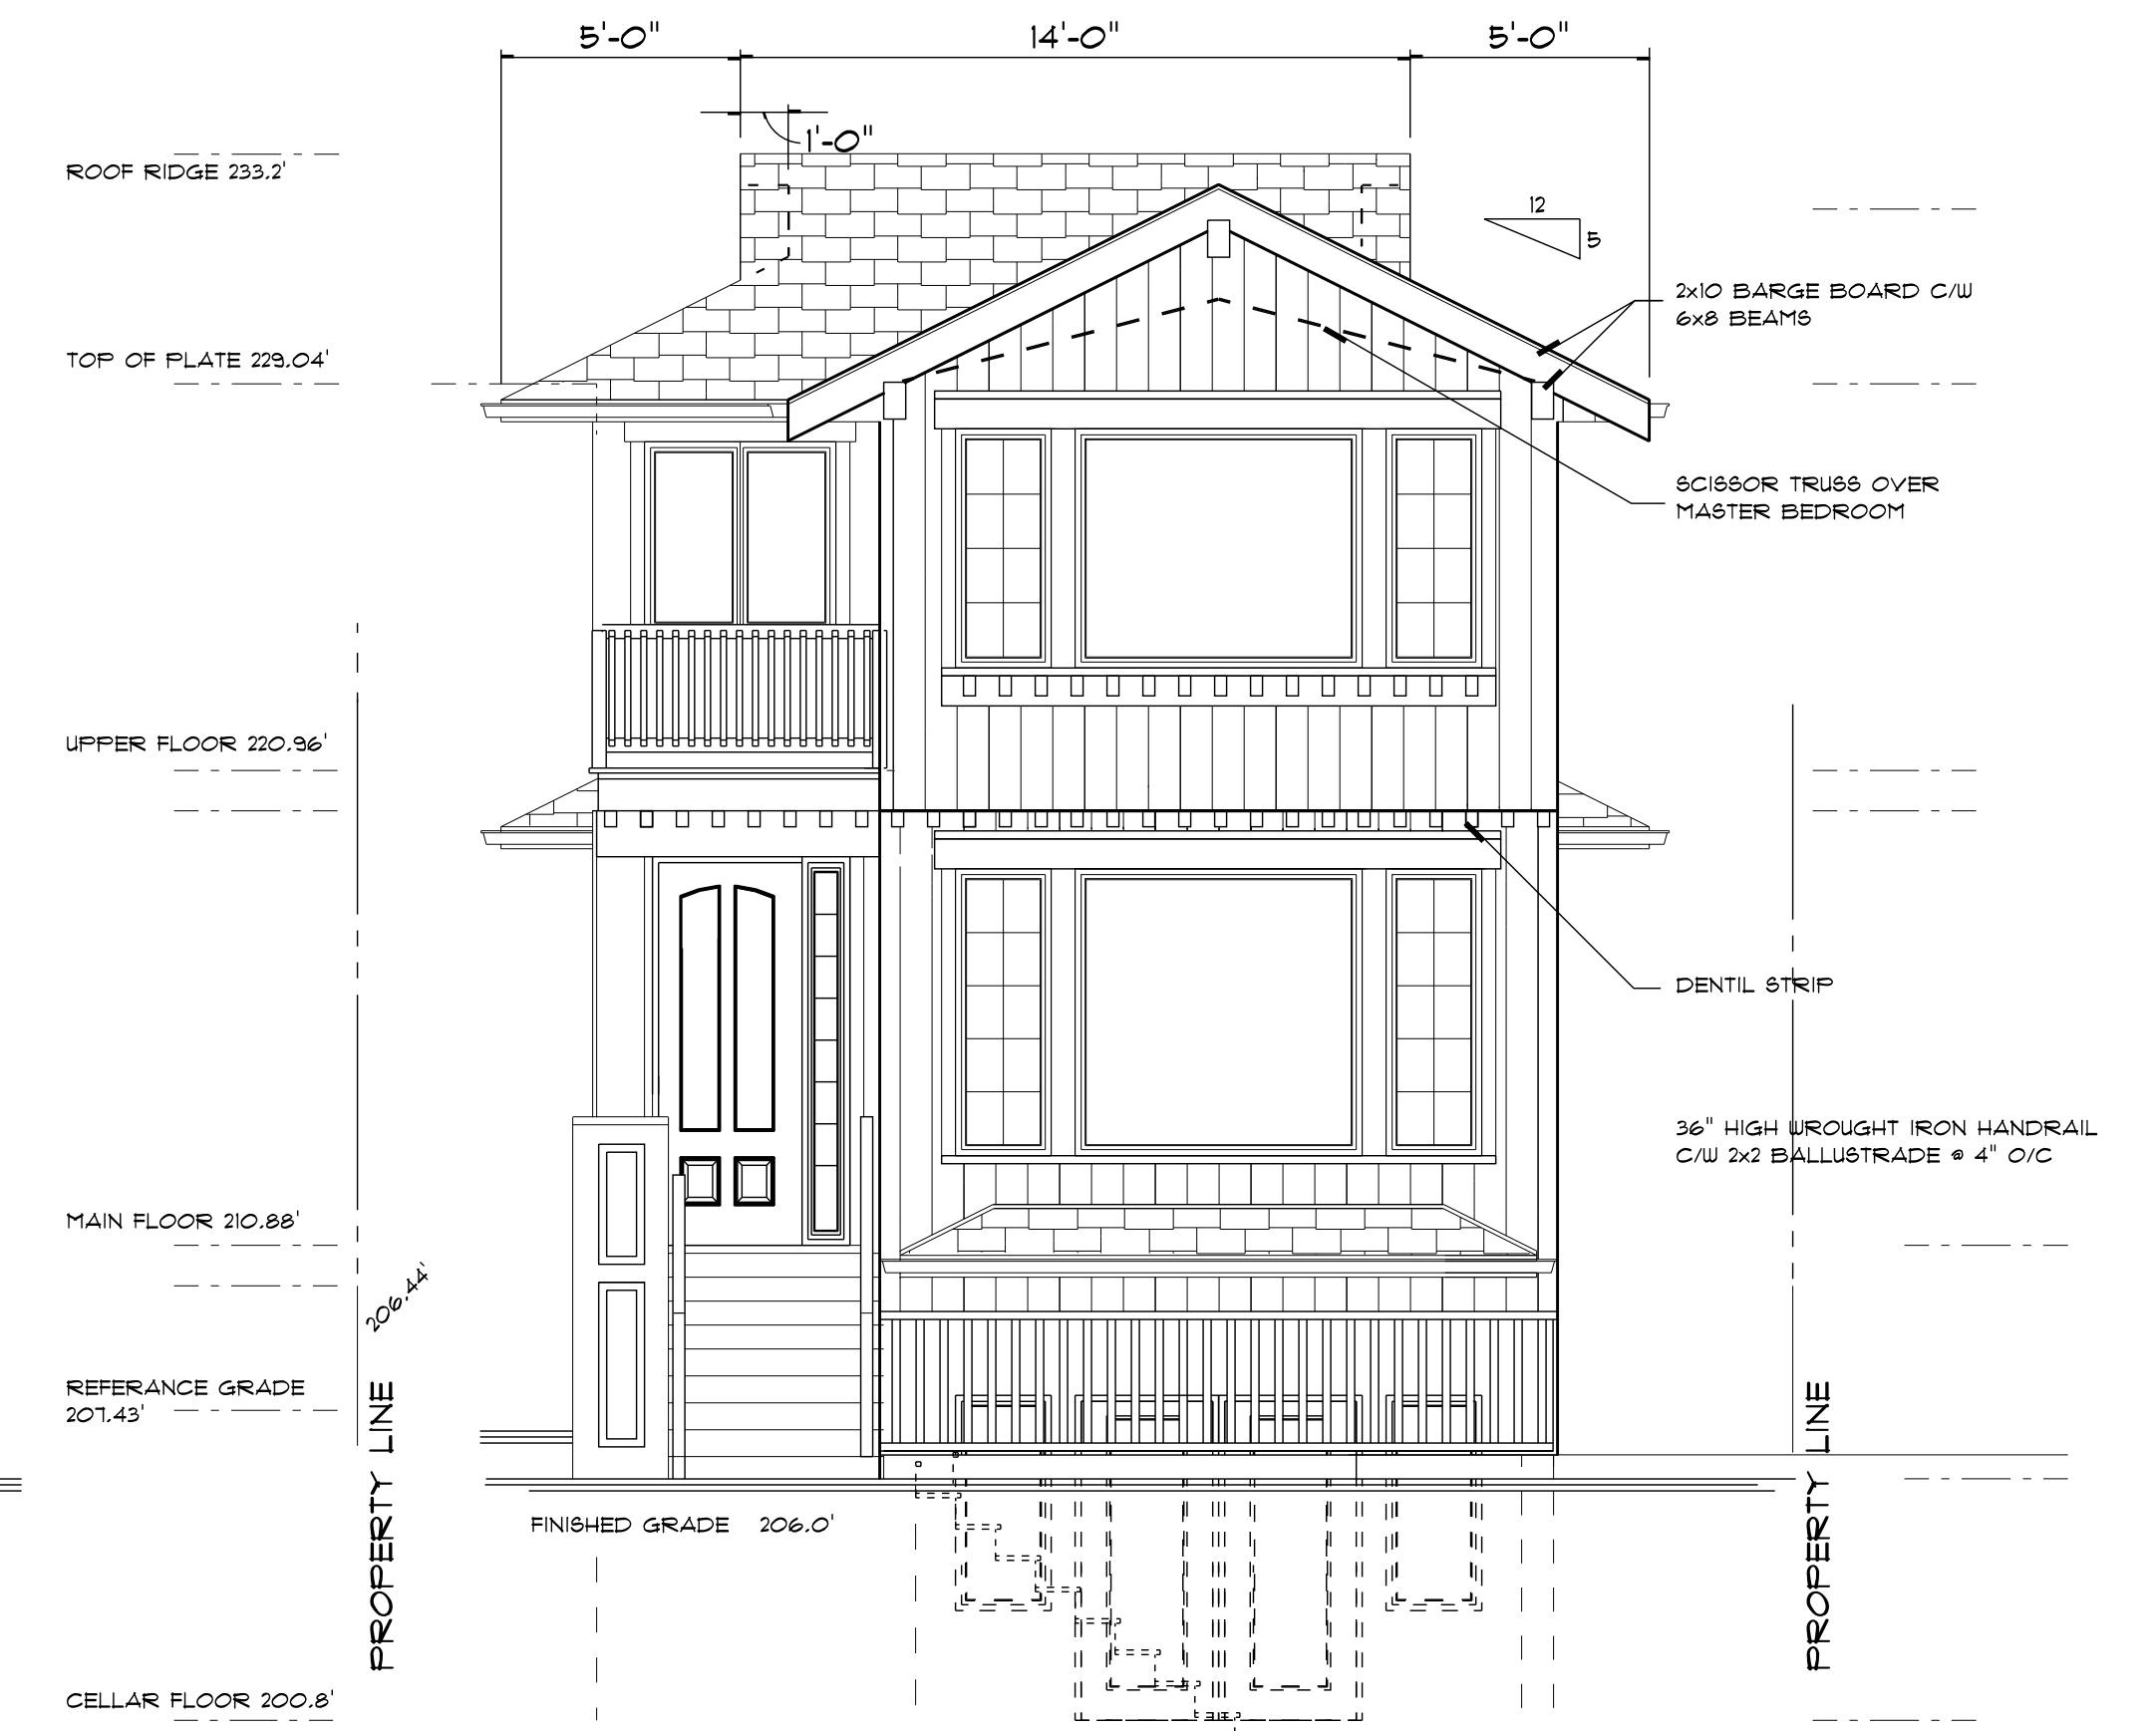 5'-0" 14'-0" 5'-0"
1'-0"
ROOF RIDGE 233.2'
12
5
2x10 BARGE BOARD C/W
6x8 BEAMS
TOP OF PLATE 229.04'
SCISSOR TRUSS OVER
MASTER BEDROOM
UPPER FLOOR 220.96'
DENTIL STRIP
36" HIGH WROUGHT IRON HANDRAIL
C/W 2x2 BALLUSTRADE @ 4" O/C
MAIN FLOOR 210.88'
206.44'
REFERANCE GRADE
207.43'
PROPERTY LINE
PROPERTY LINE
FINISHED GRADE 206.0'
CELLAR FLOOR 200.8'